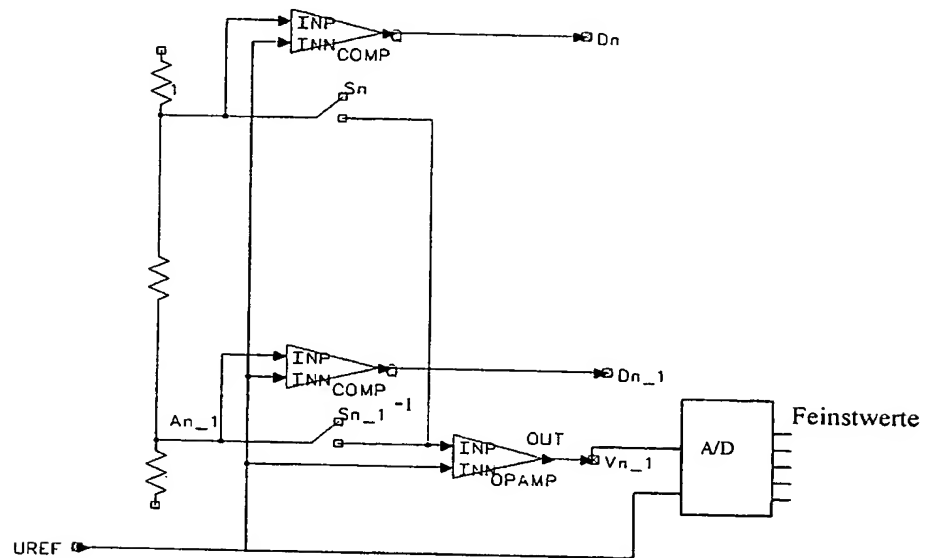 INP
INN
COMP
Dn
Sn
INP
INN
COMP
Dn_1
An_1
Sn_1
-1
INP
INN
OUT
OPAMP
Vn_1
A/D
Feinstwerte
UREF